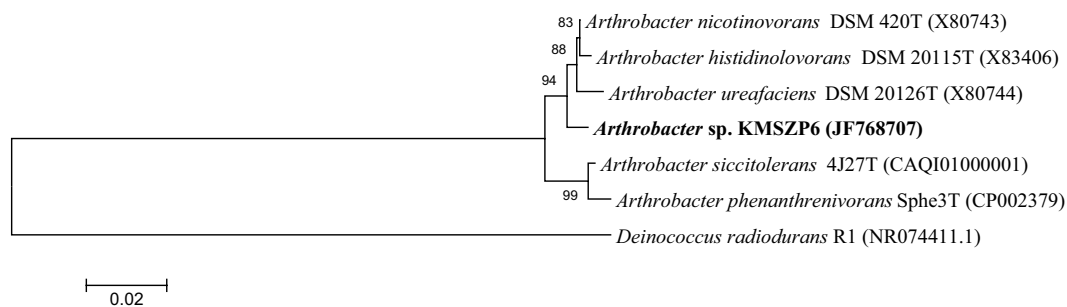 83
Arthrobacter nicotinovorans DSM 420T (X80743)
88
Arthrobacter histidinolovorans DSM 20115T (X83406)
94
Arthrobacter ureafaciens DSM 20126T (X80744)
Arthrobacter sp. KMSZP6 (JF768707)
Arthrobacter siccitolerans 4J27T (CAQI01000001)
99
Arthrobacter phenanthrenivorans Sphe3T (CP002379)
Deinococcus radiodurans R1 (NR074411.1)
0.02